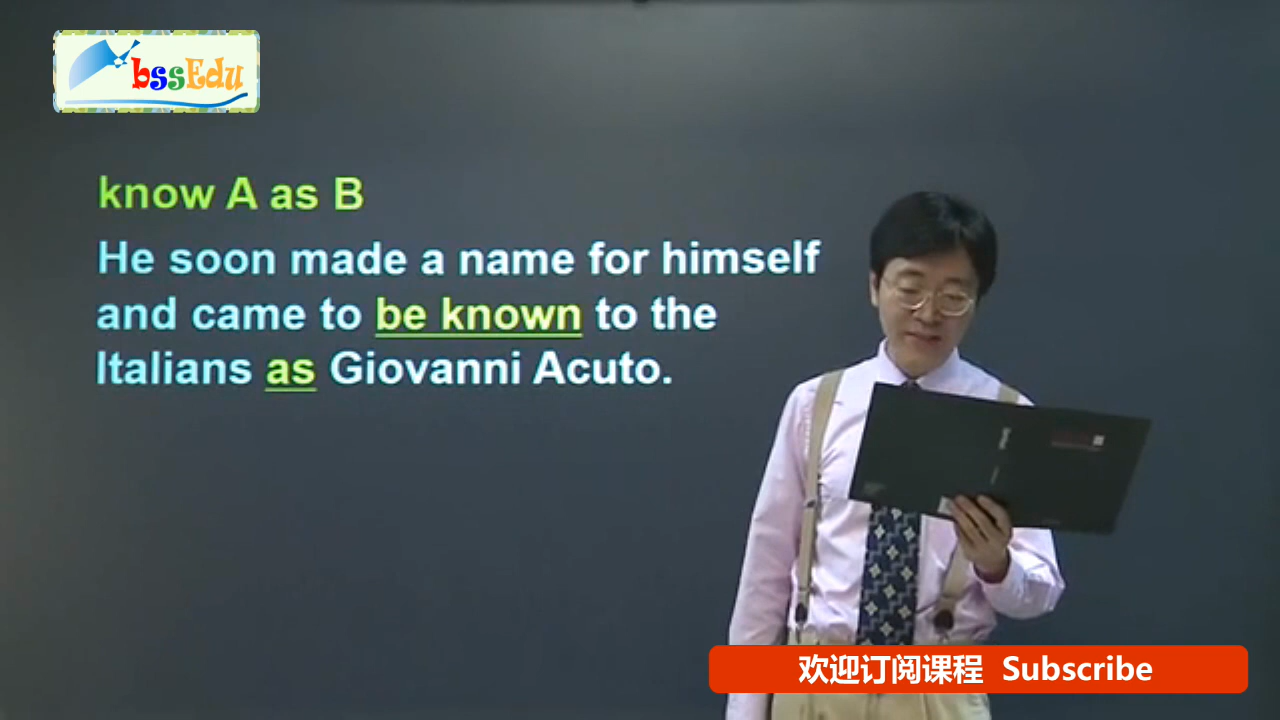 bssEdu
know A as B
He soon made a name for himself
and came to be known to the
Italians as Giovanni Acuto.
欢迎订阅课程 Subscribe